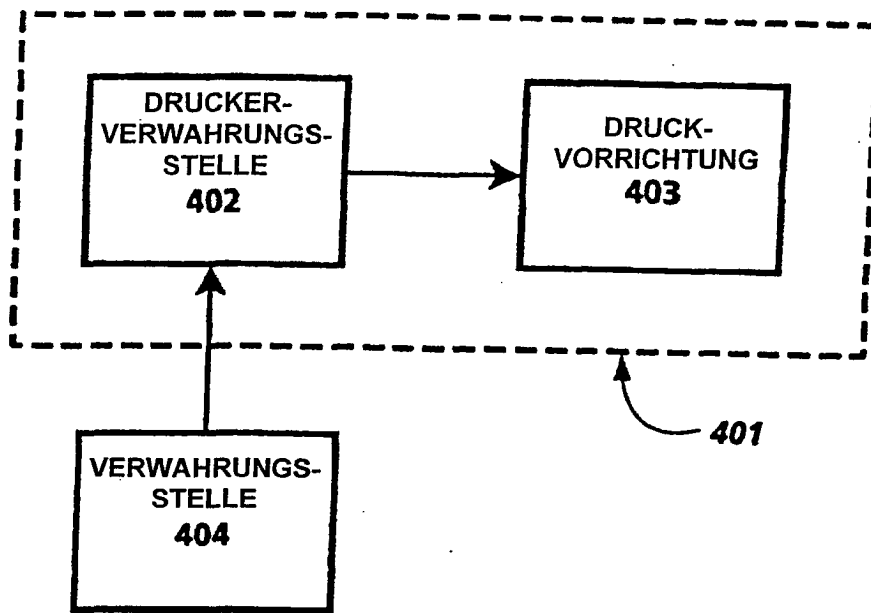 DRUCKER-
VERWAHRUNGS-
STELLE
402
DRUCK-
VORRICHTUNG
403
401
VERWAHRUNGS-
STELLE
404